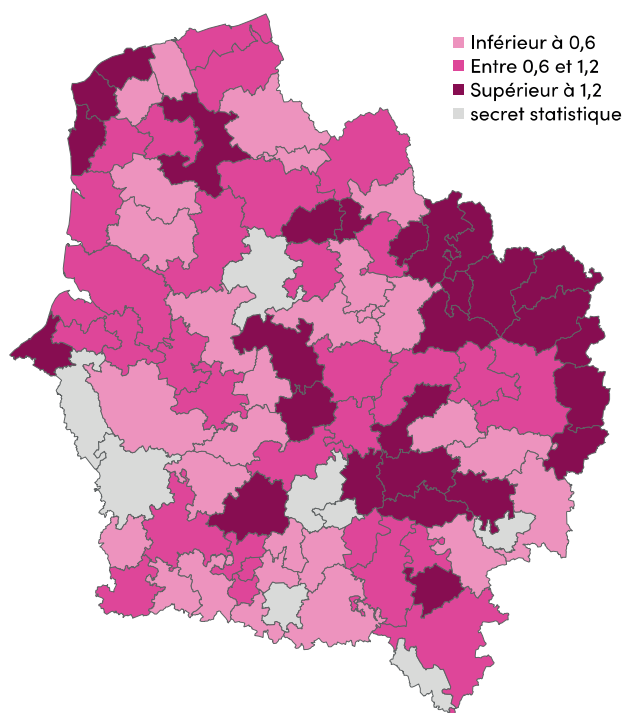 Inférieur à 0,6
Entre 0,6 et 1,2
Supérieur à 1,2
secret statistique